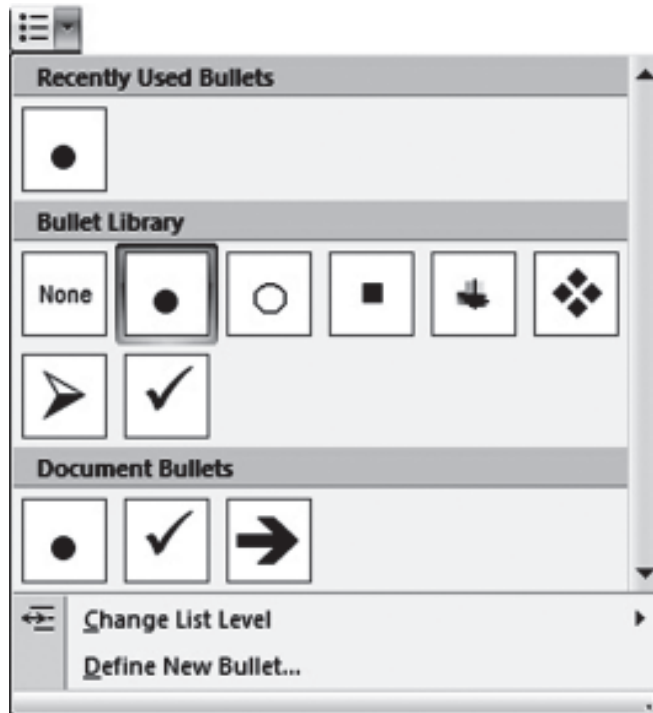 Recently Used Bullets
Bullet Library
None
Document Bullets
Change List Level
Define New Bullet...